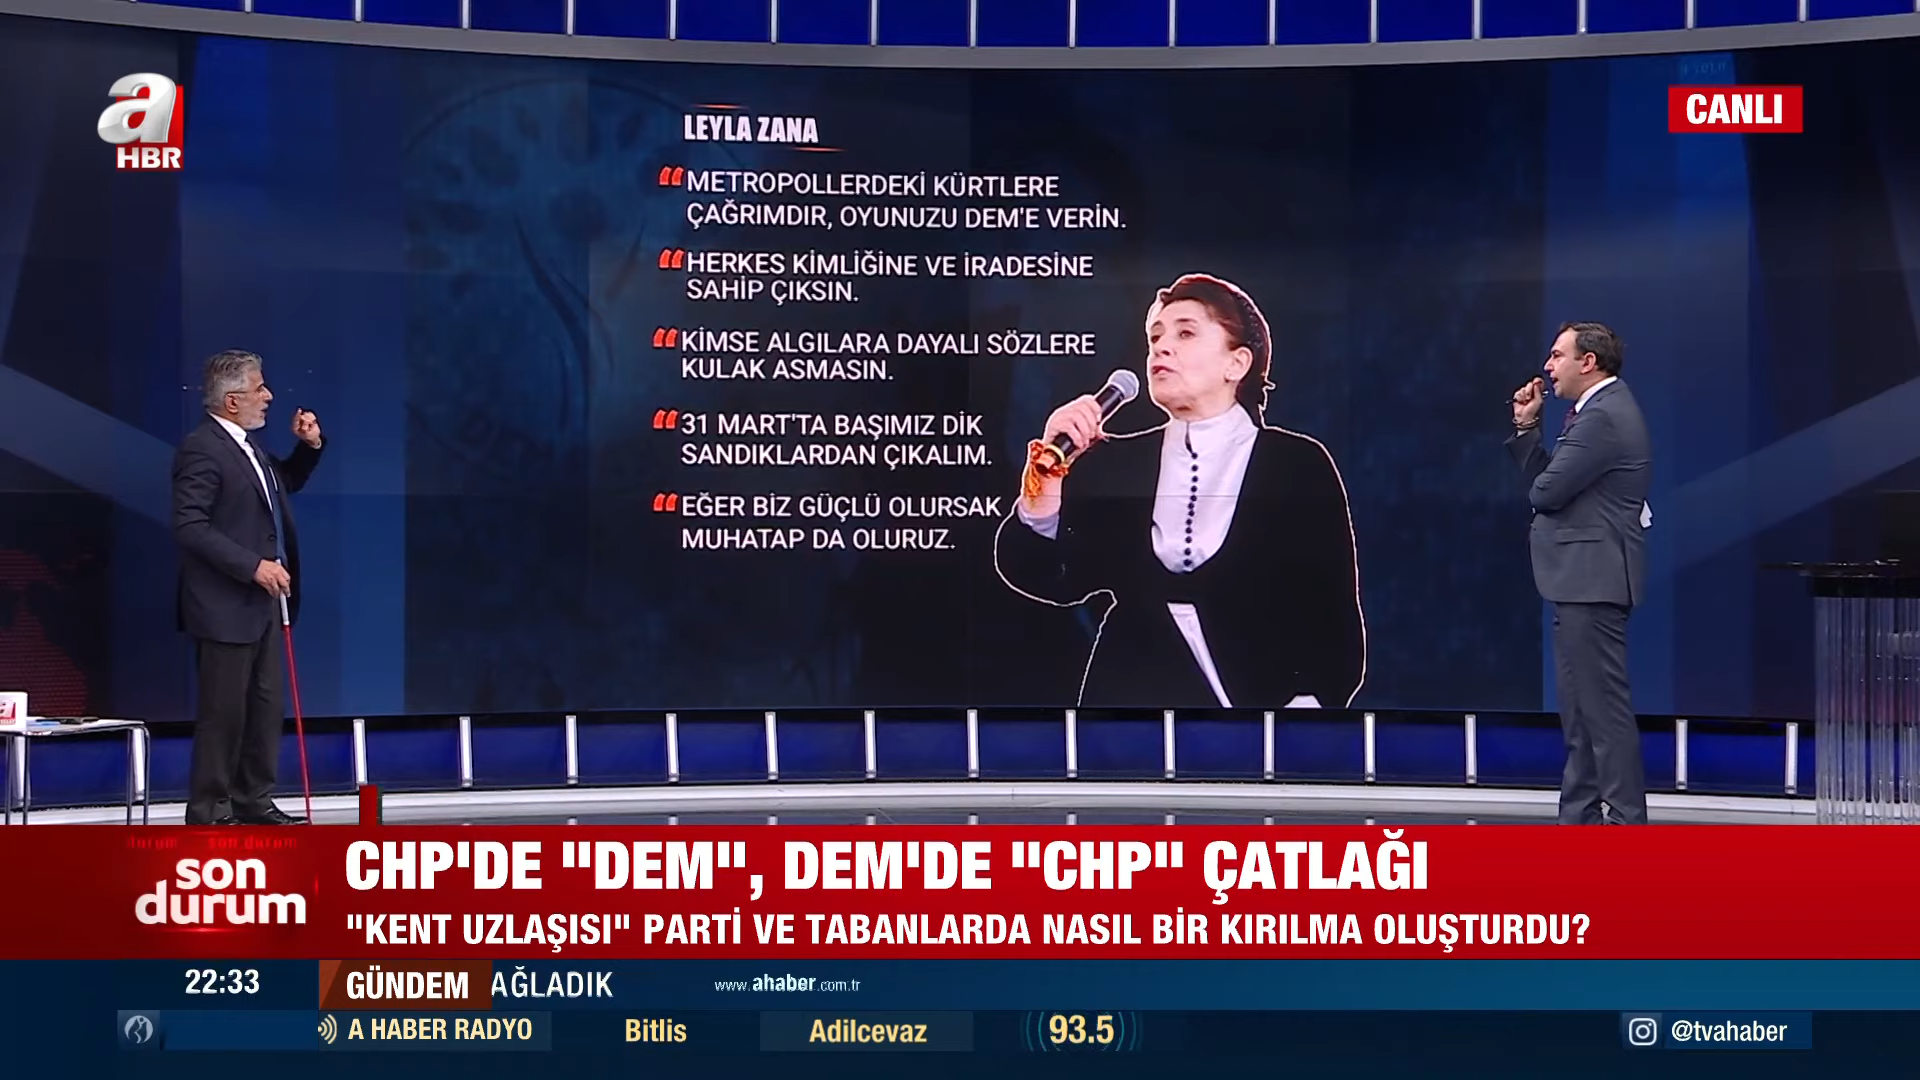 a
HBR
CANLI
LEYLA ZANA
"METROPOLLERDEKİ KÜRTLERE
ÇAĞRIMDIR, OYUNUZU DEM'E VERİN.
"HERKES KİMLİĞİNE VE İRADESİNE
SAHİP ÇIKSIN.
"KİMSE ALGILARA DAYALI SÖZLERE
KULAK ASMASIN.
"31 MART'TA BAŞIMIZ DİK
SANDIKLARDAN ÇIKALIM.
"EĞER BİZ GÜÇLÜ OLURSAK
MUHATAP DA OLURUZ.
durum son durum
son
durum
CHP'DE "DEM", DEM'DE "CHP" ÇATLAĞI
"KENT UZLAŞISI" PARTİ VE TABANLARDA NASIL BİR KIRILMA OLUŞTURDU?
22:33
GÜNDEM AĞLADIK
www.ahaber.com.tr
A HABER RADYO
Bitlis
Adilcevaz
93.5
@tvahaber